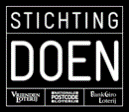 STICHTING
DOEN
VRIENDEN LOTERIJ
NATIONALE POSTCODE LOTERIJ
BankGiro Loterij